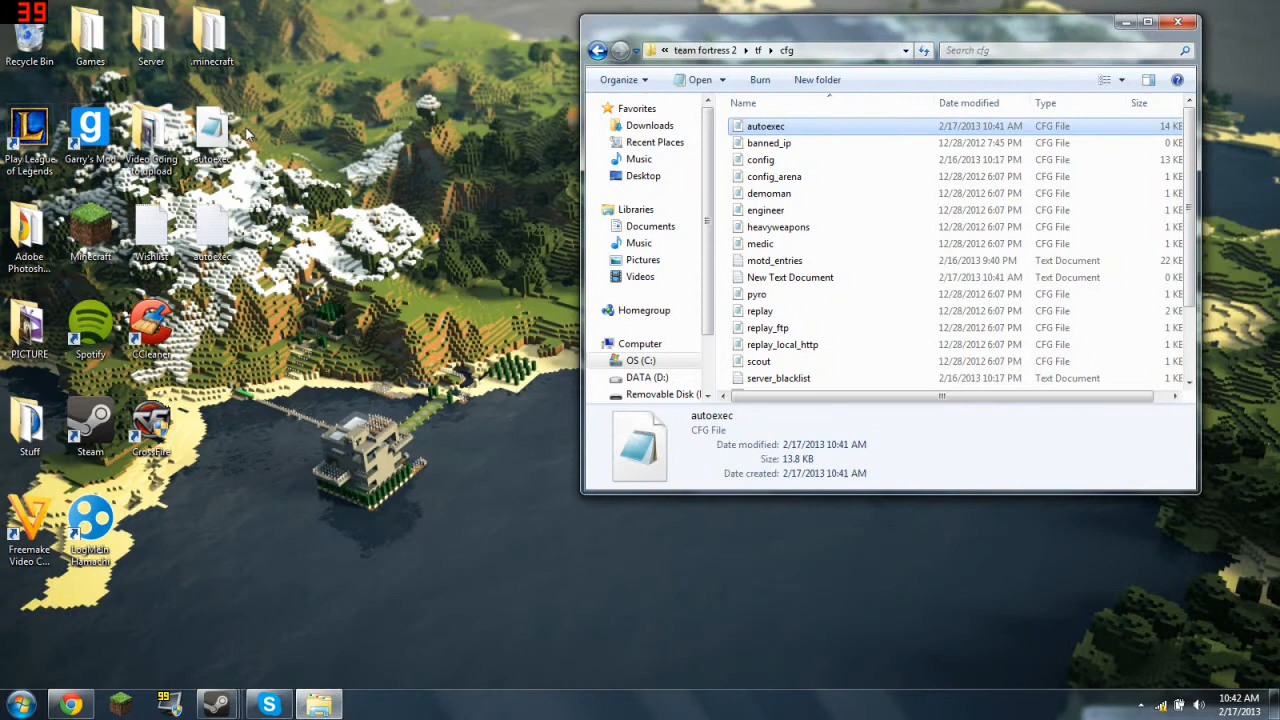 39
Recycle Bin
Games
Server
.minecraft
Play League of Legends
Garry's Mod
Video Going to upload
autoexec
Adobe Photosh...
Minecraft
Wishlist
autoexec
PICTURE
Spotify
CCleaner
Stuff
Steam
CrossFire
Freemake Video C...
LogMeIn Hamachi
« team fortress 2 ▸ tf ▸ cfg
Search cfg
Organize Open Burn New folder
Favorites
Downloads
Recent Places
Music
Desktop
Libraries
Documents
Music
Pictures
Videos
Homegroup
Computer
OS (C:)
DATA (D:)
Removable Disk (
Name Date modified Type Size
autoexec 2/17/2013 10:41 AM CFG File 14 KB
banned_ip 12/28/2012 7:45 PM CFG File 0 KB
config 2/16/2013 10:17 PM CFG File 13 KB
config_arena 12/28/2012 6:07 PM CFG File 1 KB
demoman 12/28/2012 6:07 PM CFG File 1 KB
engineer 12/28/2012 6:07 PM CFG File 1 KB
heavyweapons 12/28/2012 6:07 PM CFG File 1 KB
medic 12/28/2012 6:07 PM CFG File 1 KB
motd_entries 2/16/2013 9:40 PM Text Document 22 KB
New Text Document 2/17/2013 10:41 AM Text Document 0 KB
pyro 12/28/2012 6:07 PM CFG File 1 KB
replay 12/28/2012 6:07 PM CFG File 2 KB
replay_ftp 12/28/2012 6:07 PM CFG File 1 KB
replay_local_http 12/28/2012 6:07 PM CFG File 1 KB
scout 12/28/2012 6:07 PM CFG File 1 KB
server_blacklist 2/16/2013 10:17 PM Text Document 1 KB
autoexec
CFG File
Date modified: 2/17/2013 10:41 AM
Size: 13.8 KB
Date created: 2/17/2013 10:41 AM
99
10:42 AM
2/17/2013